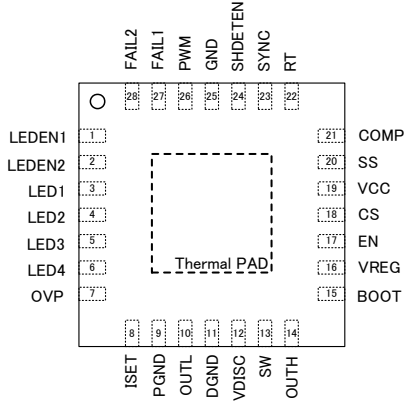 FAIL2
FAIL1
PWM
GND
SHDETEN
SYNC
RT
28
27
26
25
24
23
22
LEDEN1 1
LEDEN2 2
LED1 3
LED2 4
LED3 5
LED4 6
OVP 7
21 COMP
20 SS
19 VCC
18 CS
17 EN
16 VREG
15 BOOT
Thermal PAD
8
9
10
11
12
13
14
ISET
PGND
OUTL
DGND
VDISC
SW
OUTH